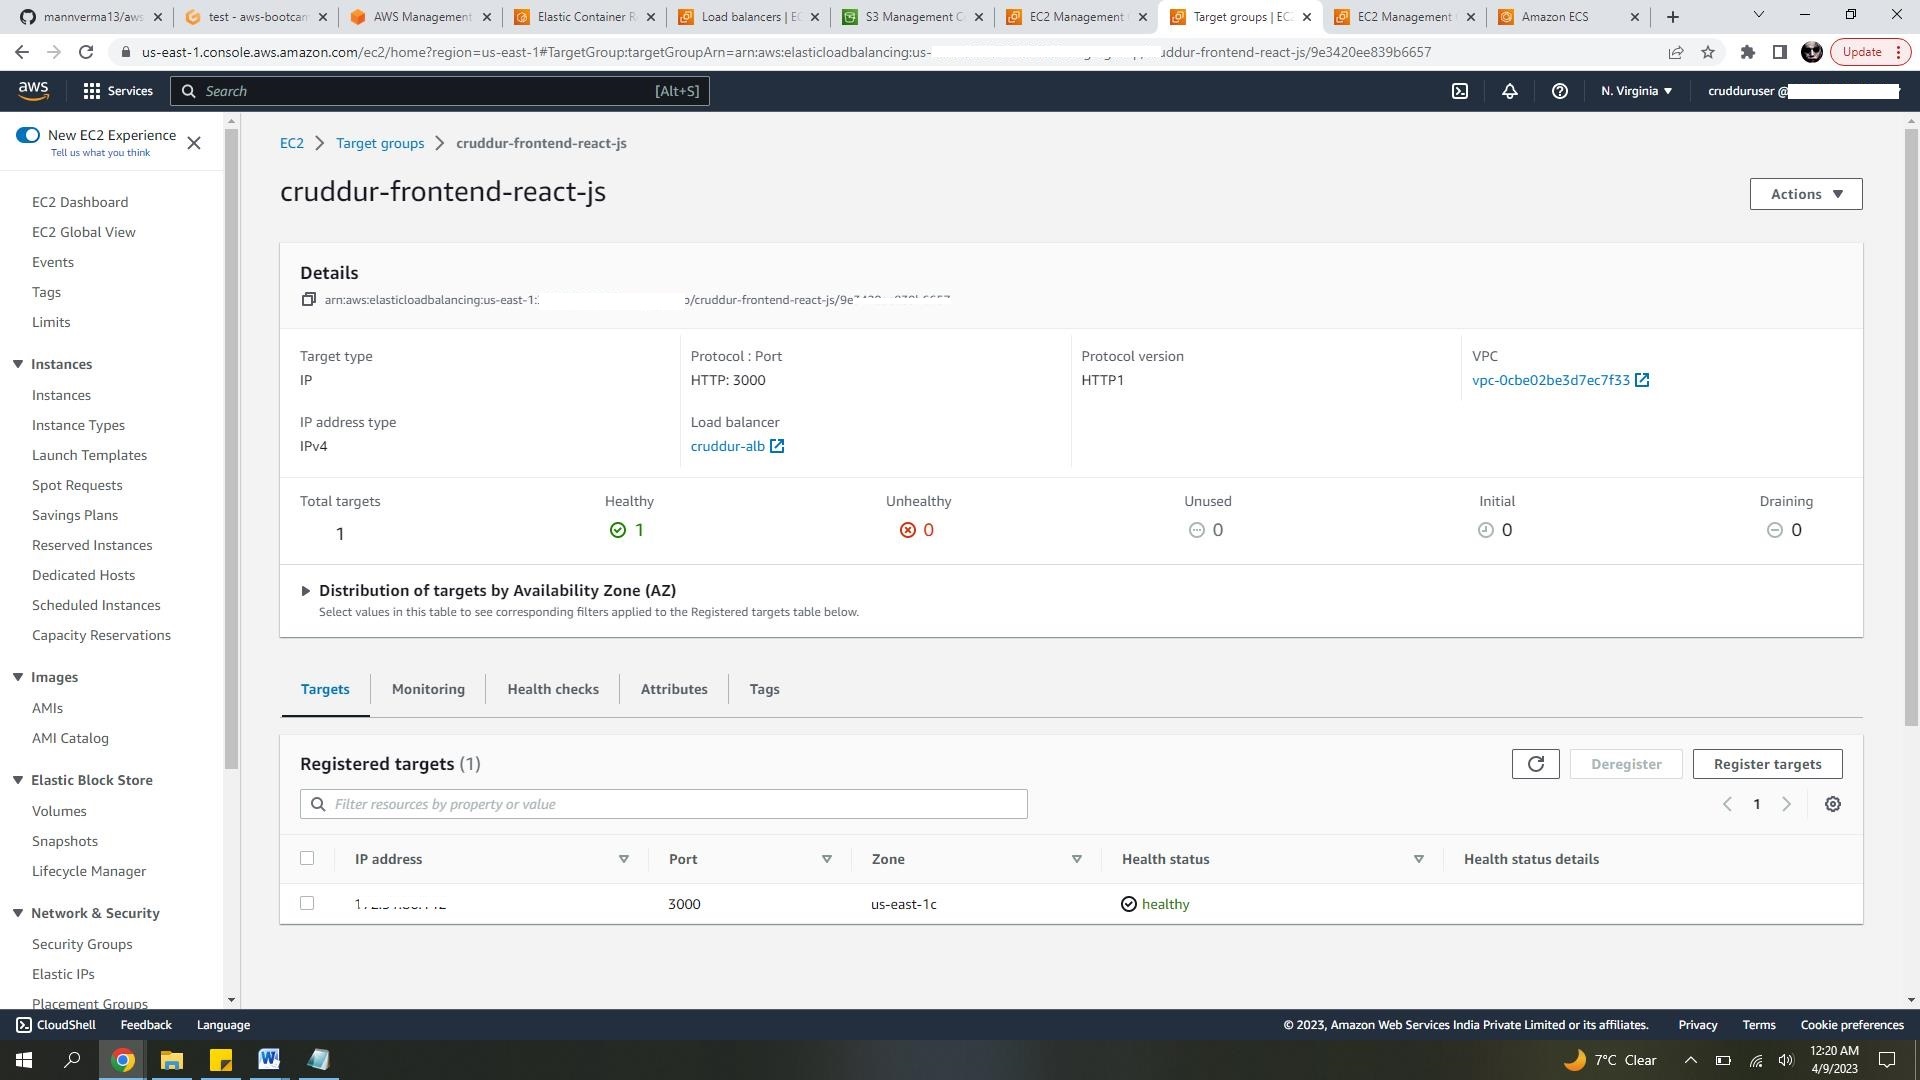 mannverma13/aws
test - aws-bootcam
AWS Management
Elastic Container R
Load balancers | EC
S3 Management C
EC2 Management
Target groups | EC
EC2 Management
Amazon ECS
us-east-1.console.aws.amazon.com/ec2/home?region=us-east-1#TargetGroup:targetGroupArn=arn:aws:elasticloadbalancing:us- uddur-frontend-react-js/9e3420ee839b6657
Update
aws
Services
Search
[Alt+S]
N. Virginia
crudduruser @
New EC2 Experience
Tell us what you think
EC2 Dashboard
EC2 Global View
Events
Tags
Limits
Instances
Instances
Instance Types
Launch Templates
Spot Requests
Savings Plans
Reserved Instances
Dedicated Hosts
Scheduled Instances
Capacity Reservations
Images
AMIs
AMI Catalog
Elastic Block Store
Volumes
Snapshots
Lifecycle Manager
Network & Security
Security Groups
Elastic IPs
Placement Groups
EC2 > Target groups > cruddur-frontend-react-js
cruddur-frontend-react-js
Actions
Details
arn:aws:elasticloadbalancing:us-east-1: /cruddur-frontend-react-js/9e
Target type
IP
Protocol : Port
HTTP: 3000
Protocol version
HTTP1
VPC
vpc-0cbe02be3d7ec7f33
IP address type
IPv4
Load balancer
cruddur-alb
Total targets
1
Healthy
1
Unhealthy
0
Unused
0
Initial
0
Draining
0
Distribution of targets by Availability Zone (AZ)
Select values in this table to see corresponding filters applied to the Registered targets table below.
Targets
Monitoring
Health checks
Attributes
Tags
Registered targets (1)
Deregister
Register targets
Filter resources by property or value
1
IP address
Port
Zone
Health status
Health status details
3000
us-east-1c
healthy
CloudShell
Feedback
Language
© 2023, Amazon Web Services India Private Limited or its affiliates.
Privacy
Terms
Cookie preferences
7°C Clear
12:20 AM
4/9/2023